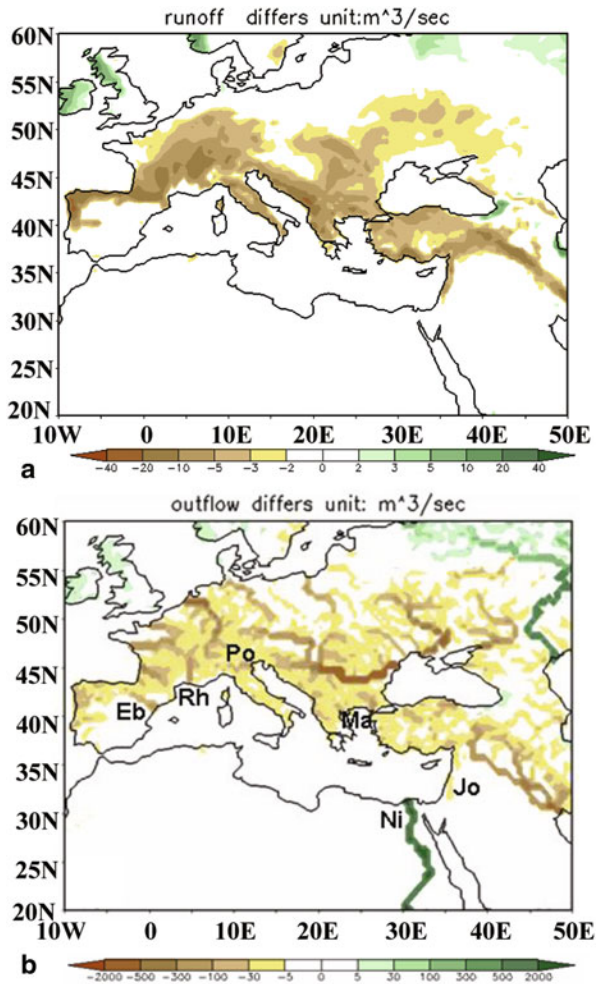 runoff differs unit:m^3/sec
60N
55N
50N
45N
40N
35N
30N
25N
20N
10W 0 10E 20E 30E 40E 50E
a
-40 -20 -10 -5 -3 -2 0 2 3 5 10 20 40
outflow differs unit: m^3/sec
60N
55N
50N
45N
40N
35N
30N
25N
20N
Po
Rh
Eb
Ma
Jo
Ni
10W 0 10E 20E 30E 40E 50E
b
-2000 -500 -300 -100 -30 -5 0 5 30 100 300 500 2000